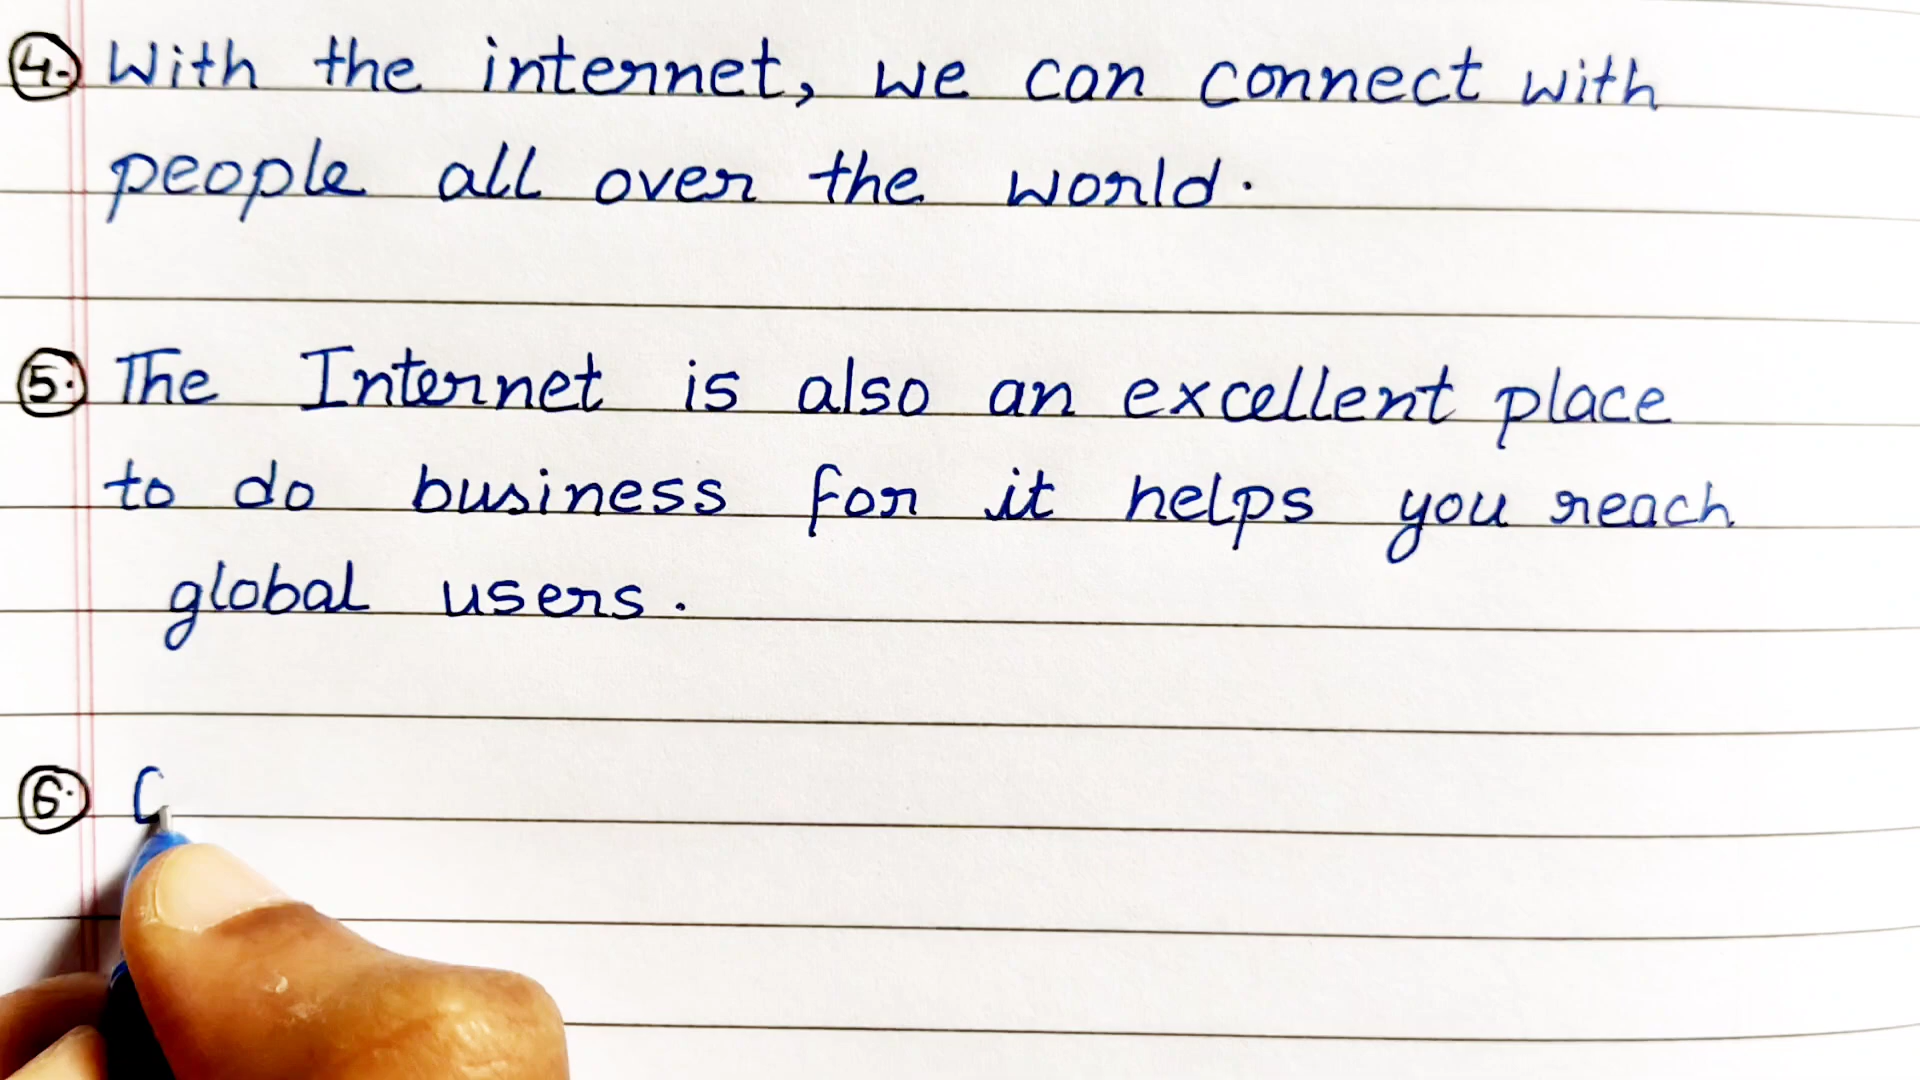 4. With the internet, we can connect with
people all over the world.
5. The Internet is also an excellent place
to do business for it helps you reach
global users.
6.